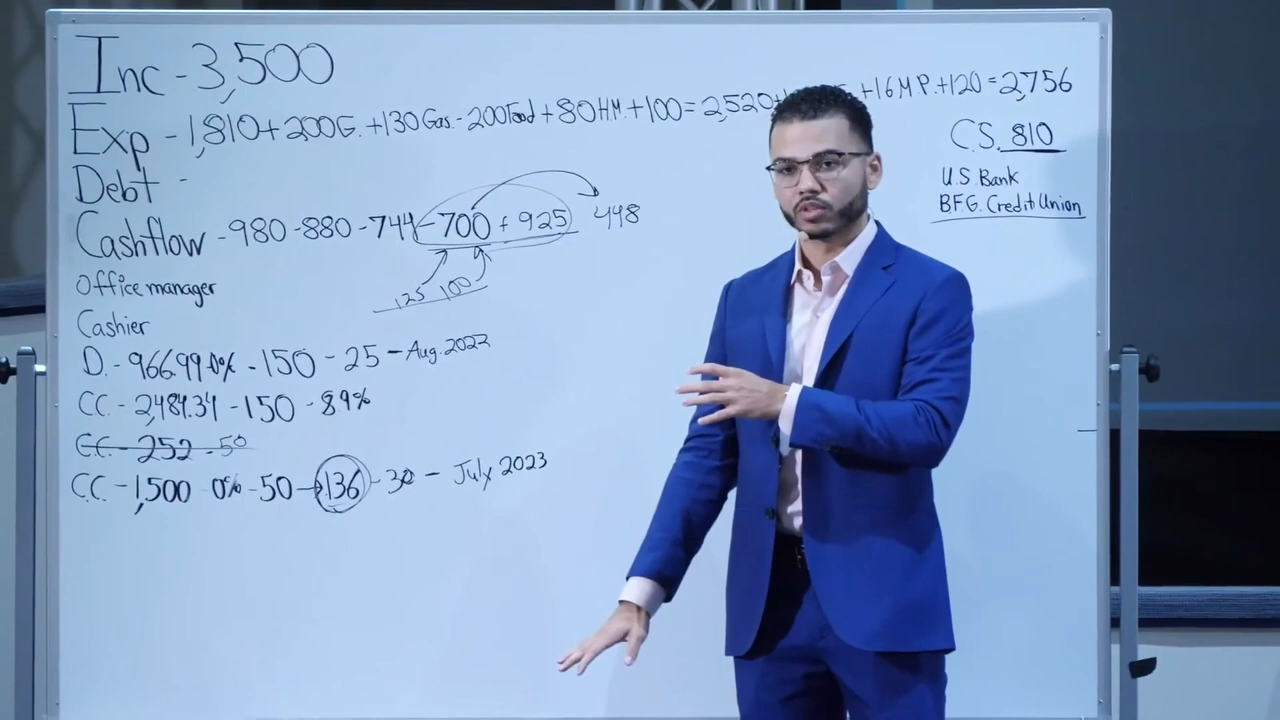 Inc - 3,500
Exp - 1,810 + 200G. + 130 Gas. - 200 Food + 80 H.M. + 100 = 2,520 + + 16 M.P. + 120 = 2,756
C.S. 810
Debt -
U.S. Bank
B.F.G. Credit Union
Cashflow - 980 - 880 - 744 - 700 + 925 448
125 100
Office manager
Cashier
D. - 966.99 0% - 150 - 25 - Aug. 2022
C.C. - 2,484.34 - 150 - 8.9%
C.C. - 252 - 50
C.C. - 1,500 0% - 50 → 136 - 30 - July 2023